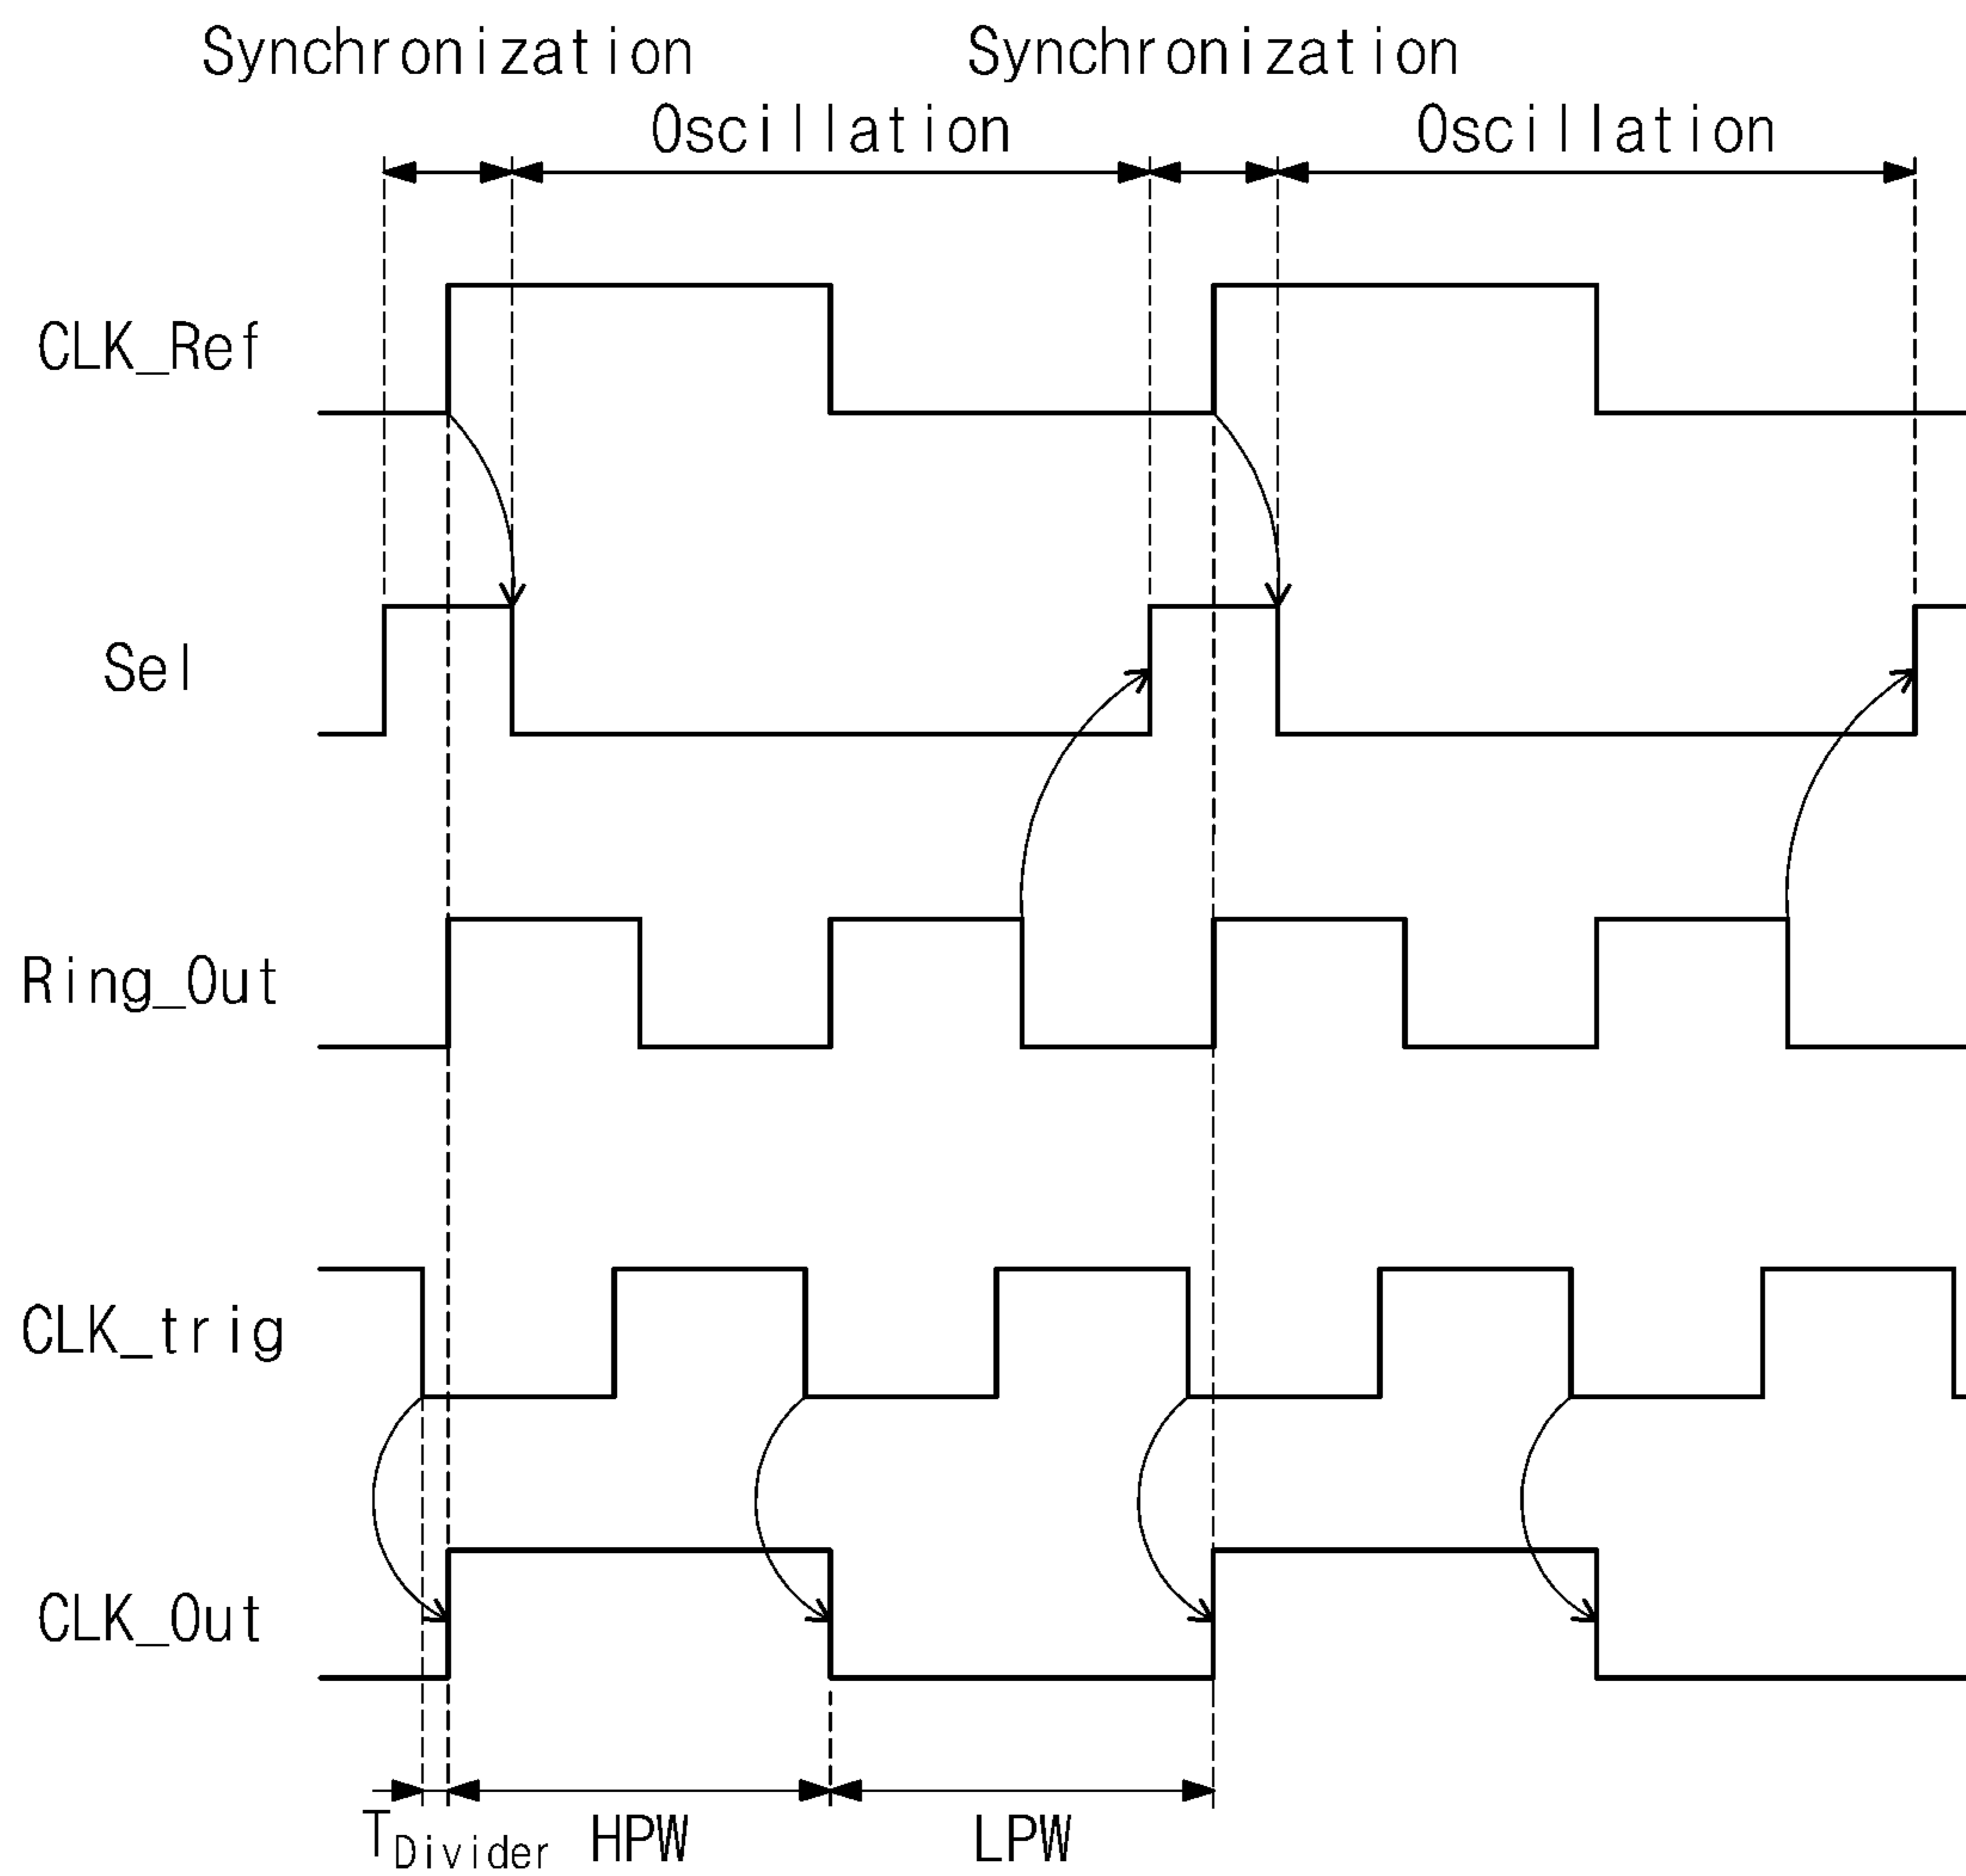 Synchronization Synchronization
Oscillation Oscillation
CLK_Ref
Sel
Ring_Out
CLK_trig
CLK_Out
TDivider HPW LPW